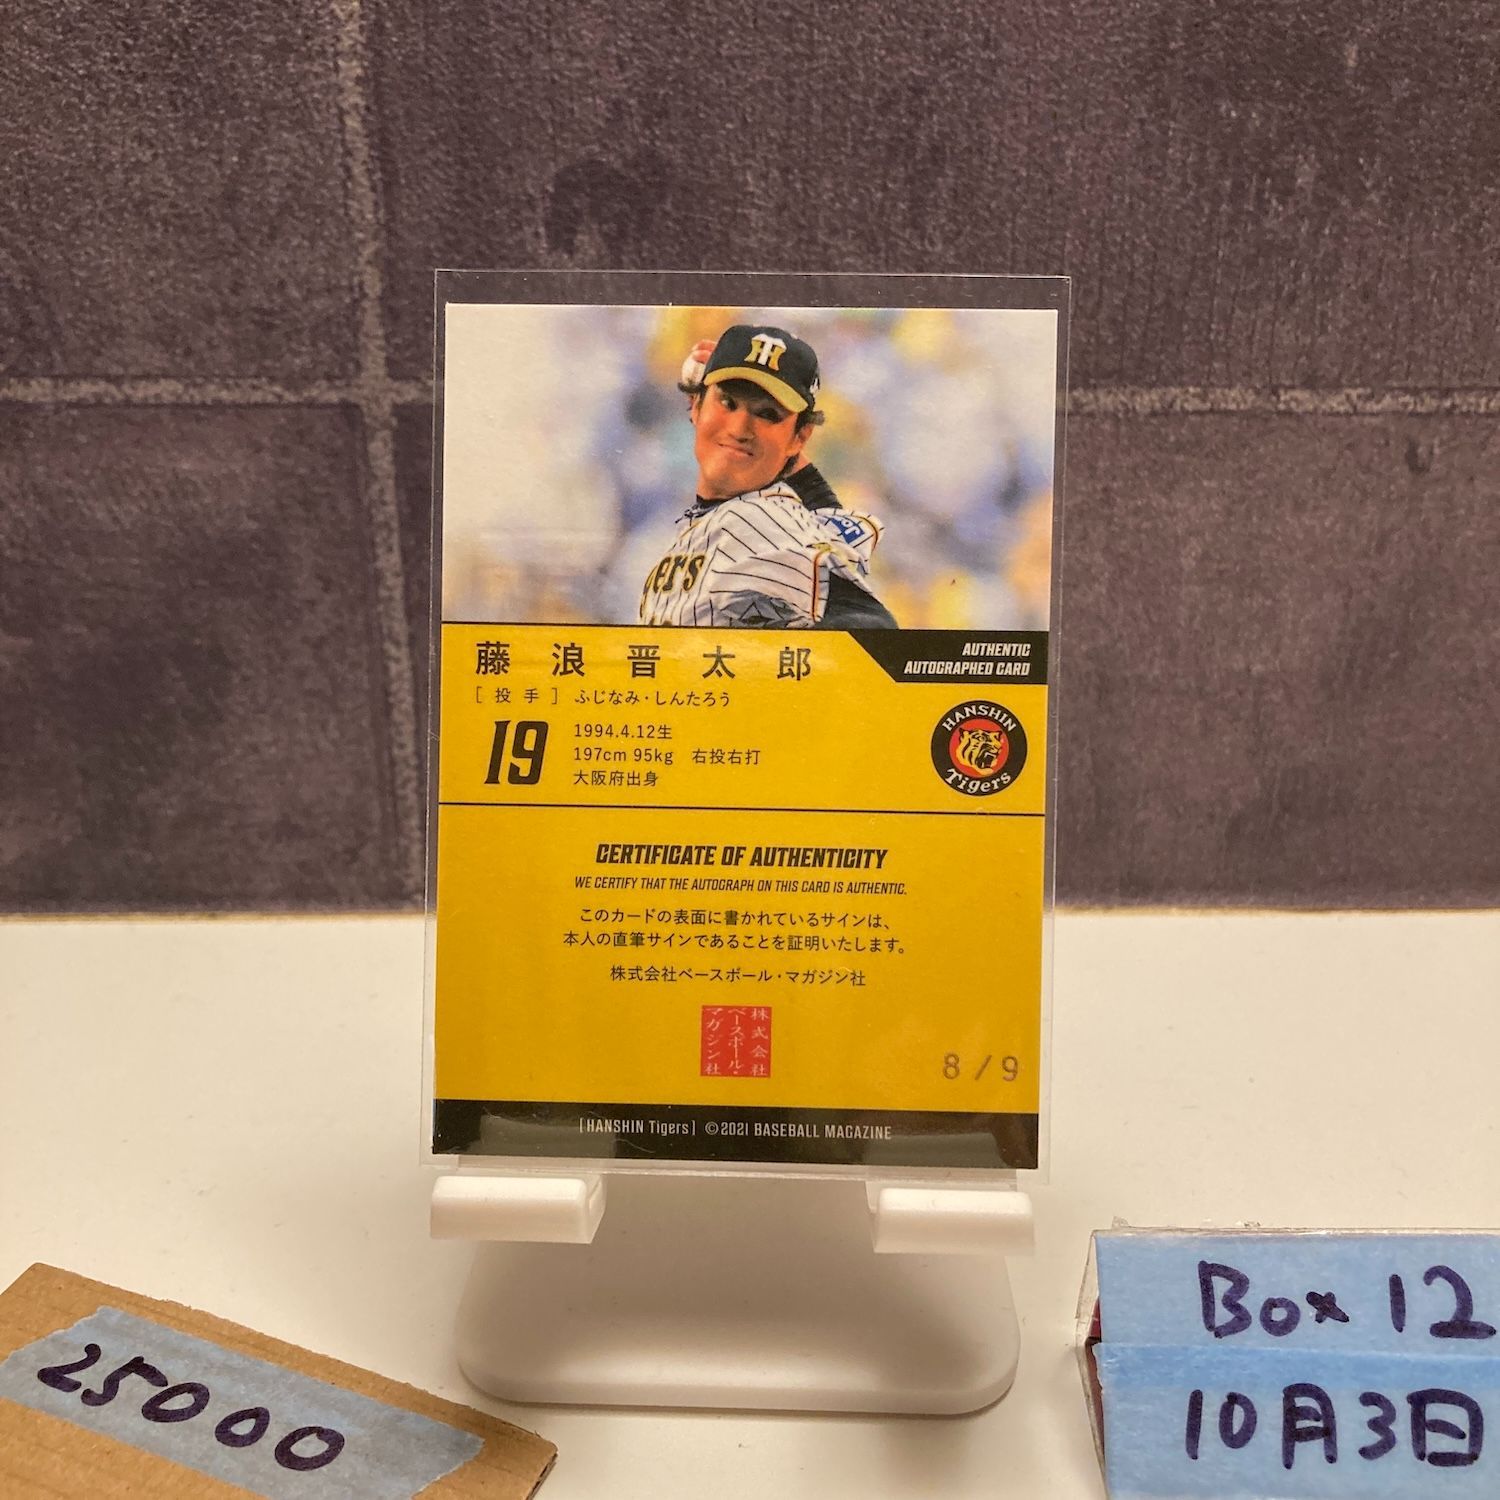 藤浪晋太郎
AUTHENTIC
AUTOGRAPHED CARD
[投手] ふじなみ・しんたろう
19
1994.4.12生
197cm 95kg 右投右打
大阪府出身
HANSHIN
Tigers
CERTIFICATE OF AUTHENTICITY
WE CERTIFY THAT THE AUTOGRAPH ON THIS CARD IS AUTHENTIC.
このカードの表面に書かれているサインは、
本人の直筆サインであることを証明いたします。
株式会社ベースボール・マガジン社
株式会社
ベースボール・
マガジン社
8/9
[HANSHIN Tigers] ©2021 BASEBALL MAGAZINE
25000
Box 12
10月3日